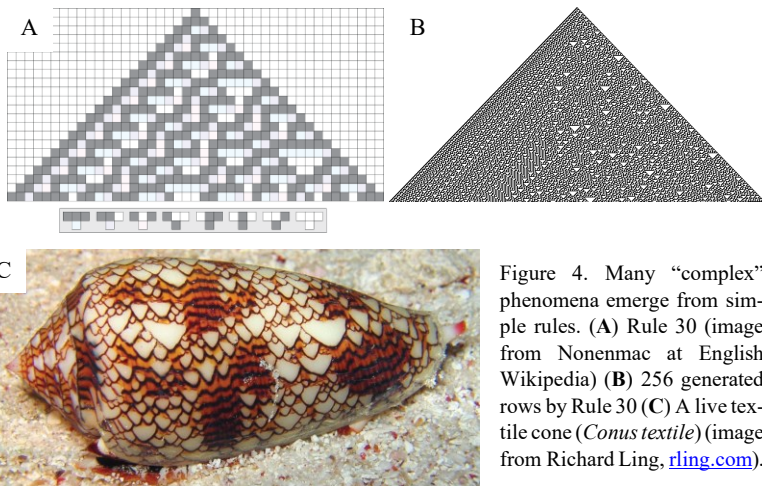 A
B
C
Figure 4. Many “complex”
phenomena emerge from sim-
ple rules. (A) Rule 30 (image
from Nonenmac at English
Wikipedia) (B) 256 generated
rows by Rule 30 (C) A live tex-
tile cone (Conus textile) (image
from Richard Ling, rling.com).